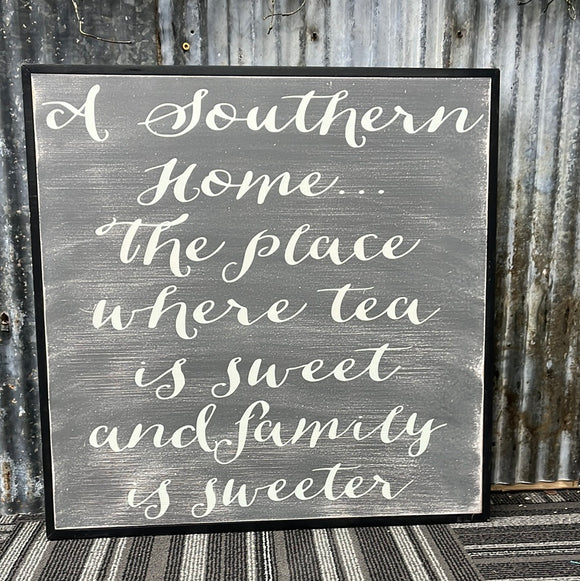 A Southern
Home...
the place
where tea
is sweet
and family
is sweeter